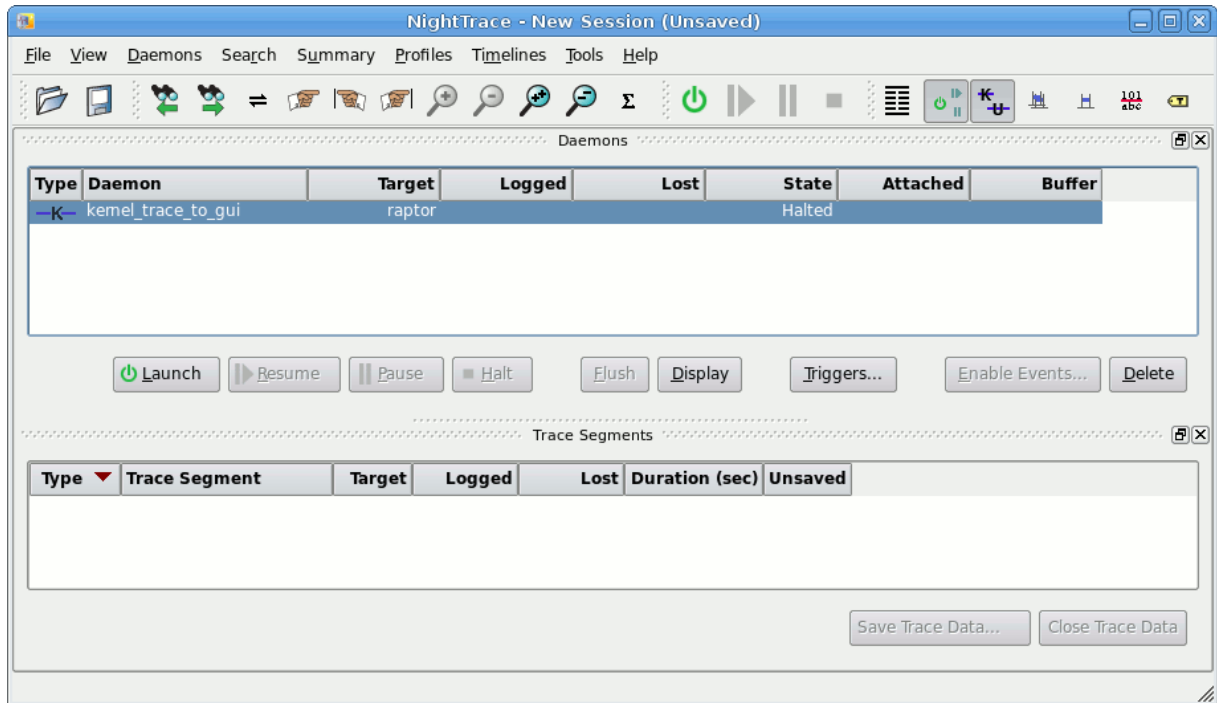 NightTrace - New Session (Unsaved)
File View Daemons Search Summary Profiles Timelines Tools Help
Σ K U 101 abc T
Daemons
Type Daemon Target Logged Lost State Attached Buffer
K kernel_trace_to_gui raptor Halted
Launch Resume Pause Halt Flush Display Triggers... Enable Events... Delete
Trace Segments
Type Trace Segment Target Logged Lost Duration (sec) Unsaved
Save Trace Data... Close Trace Data